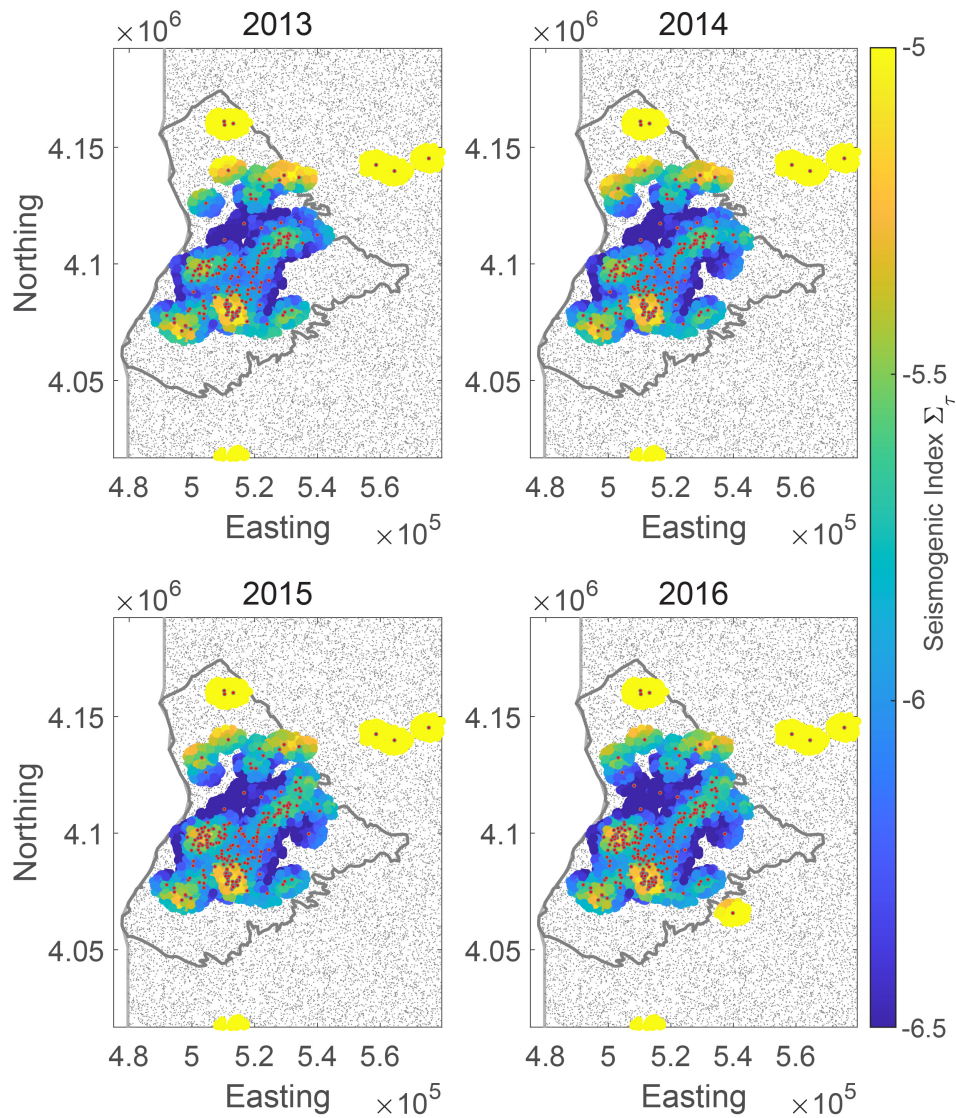 ×10⁶ 2013
4.15
4.1
4.05
Northing
4.8 5 5.2 5.4 5.6
Easting ×10⁵
×10⁶ 2014
4.15
4.1
4.05
4.8 5 5.2 5.4 5.6
Easting ×10⁵
×10⁶ 2015
4.15
4.1
4.05
Northing
4.8 5 5.2 5.4 5.6
Easting ×10⁵
×10⁶ 2016
4.15
4.1
4.05
4.8 5 5.2 5.4 5.6
Easting ×10⁵
-5
-5.5
-6
-6.5
Seismogenic Index Σ_τ